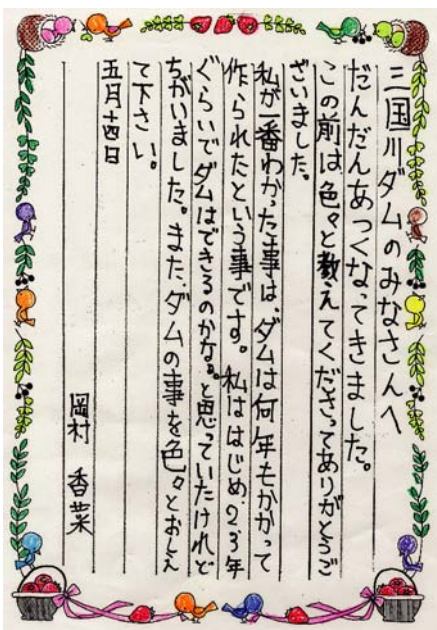 三国川ダムのみなさんへ
だんだんあつくなってきました。
この前は、色々と教えてくださってありがとうご
ざいました。
私が一番わかった事は、ダムは何年もかかって
作られたという事です。私ははじめ、23年
ぐらいでダムはできるのかな。と思っていたけれど
ちがいました。また、ダムの事を色々とおしえ
て下さい。
五月十四日
岡村 香菜